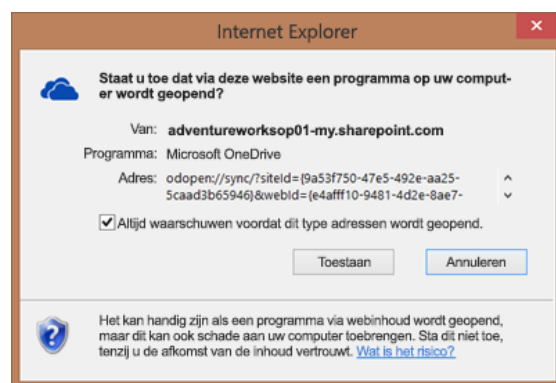 Internet Explorer
Staat u toe dat via deze website een programma op uw comput-
er wordt geopend?
Van: adventureworksop01-my.sharepoint.com
Programma: Microsoft OneDrive
Adres: odopen://sync/?siteId={9a53f750-47e5-492e-aa25-
5caad3b65946}&webId={e4afff10-9481-4d2e-8ae7-
Altijd waarschuwen voordat dit type adressen wordt geopend.
Toestaan Annuleren
Het kan handig zijn als een programma via webinhoud wordt geopend,
maar dit kan ook schade aan uw computer toebrengen. Sta dit niet toe,
tenzij u de afkomst van de inhoud vertrouwt. Wat is het risico?